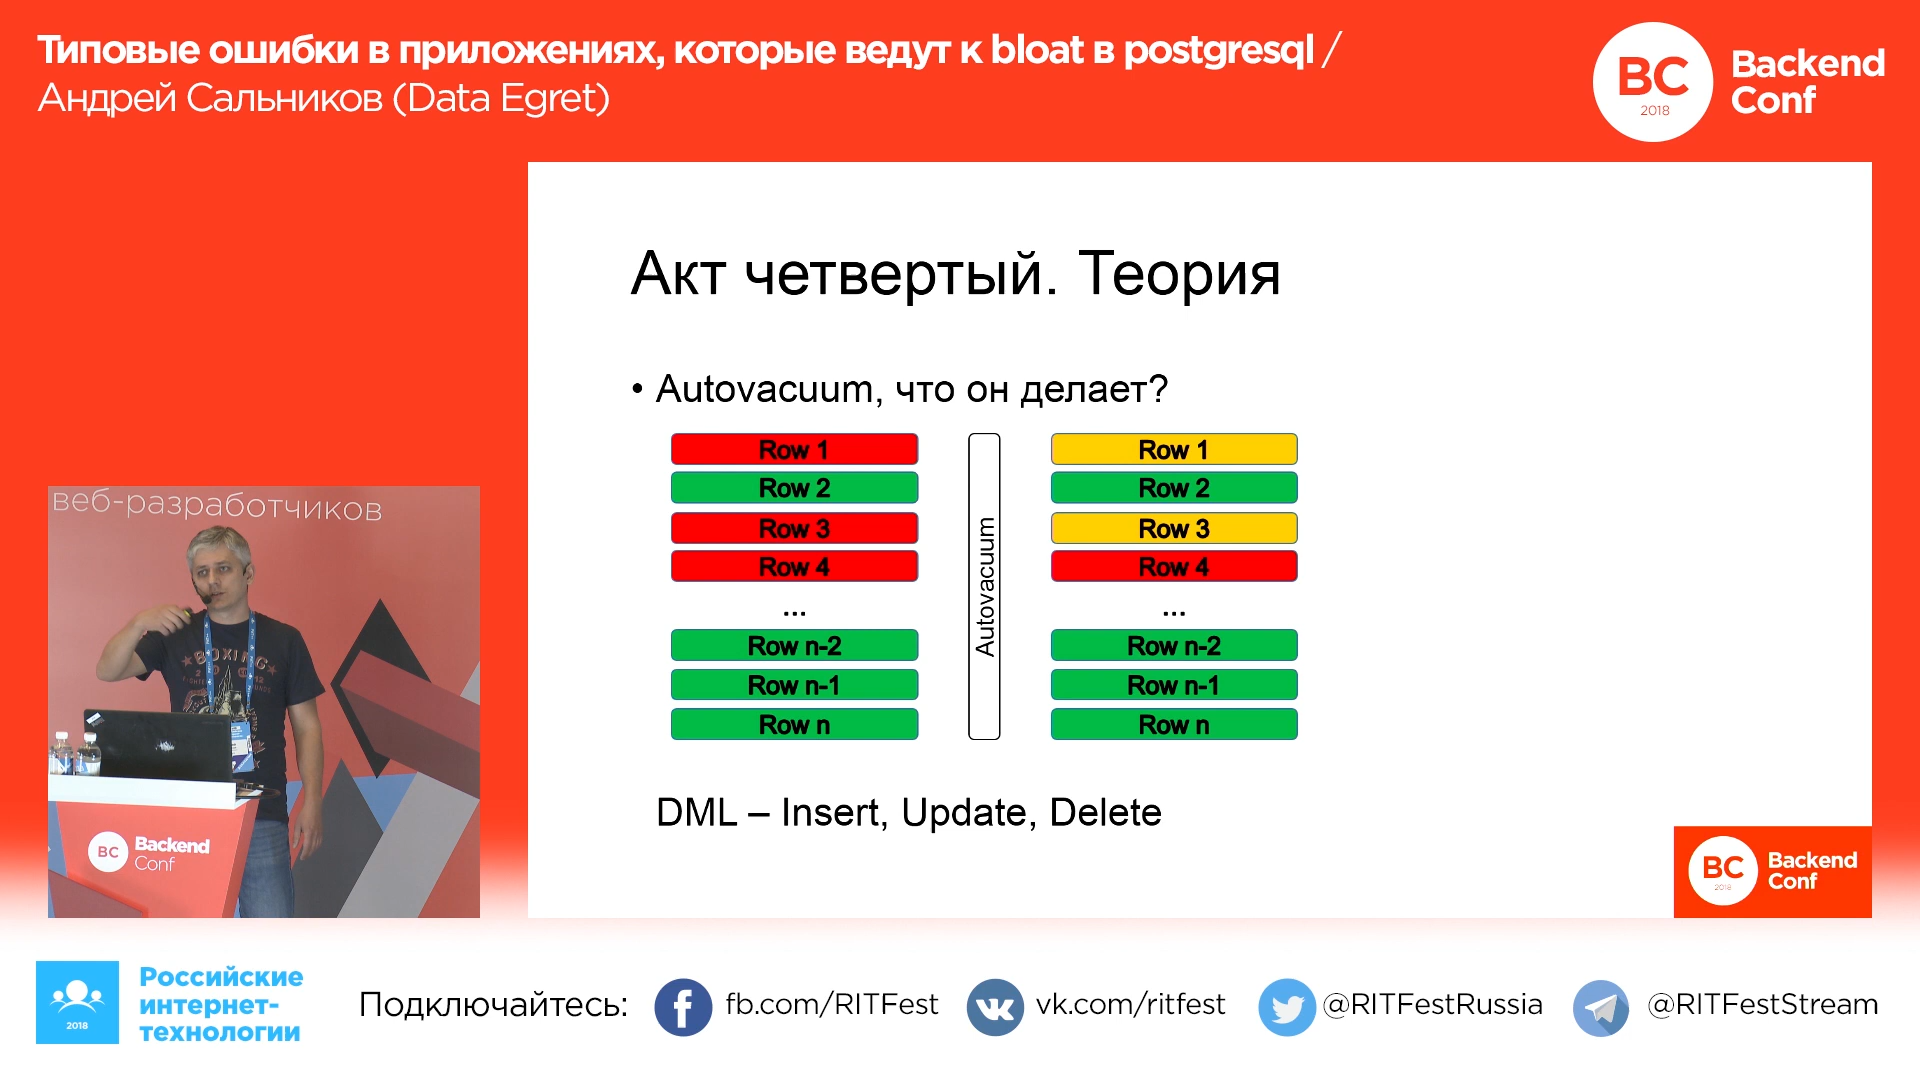 Типовые ошибки в приложениях, которые ведут к bloat в postgresql /
Андрей Сальников (Data Egret)
BC
2018
Backend
Conf
Акт четвертый. Теория
• Autovacuum, что он делает?
Row 1
Row 2
Row 3
Row 4
...
Row n-2
Row n-1
Row n
Autovacuum
Row 1
Row 2
Row 3
Row 4
...
Row n-2
Row n-1
Row n
DML – Insert, Update, Delete
BC
2018
Backend
Conf
веб-разработчиков
BOXING
BC
Backend
Conf
2018
Российские
интернет-
технологии
Подключайтесь:
fb.com/RITFest
vk.com/ritfest
@RITFestRussia
@RITFestStream